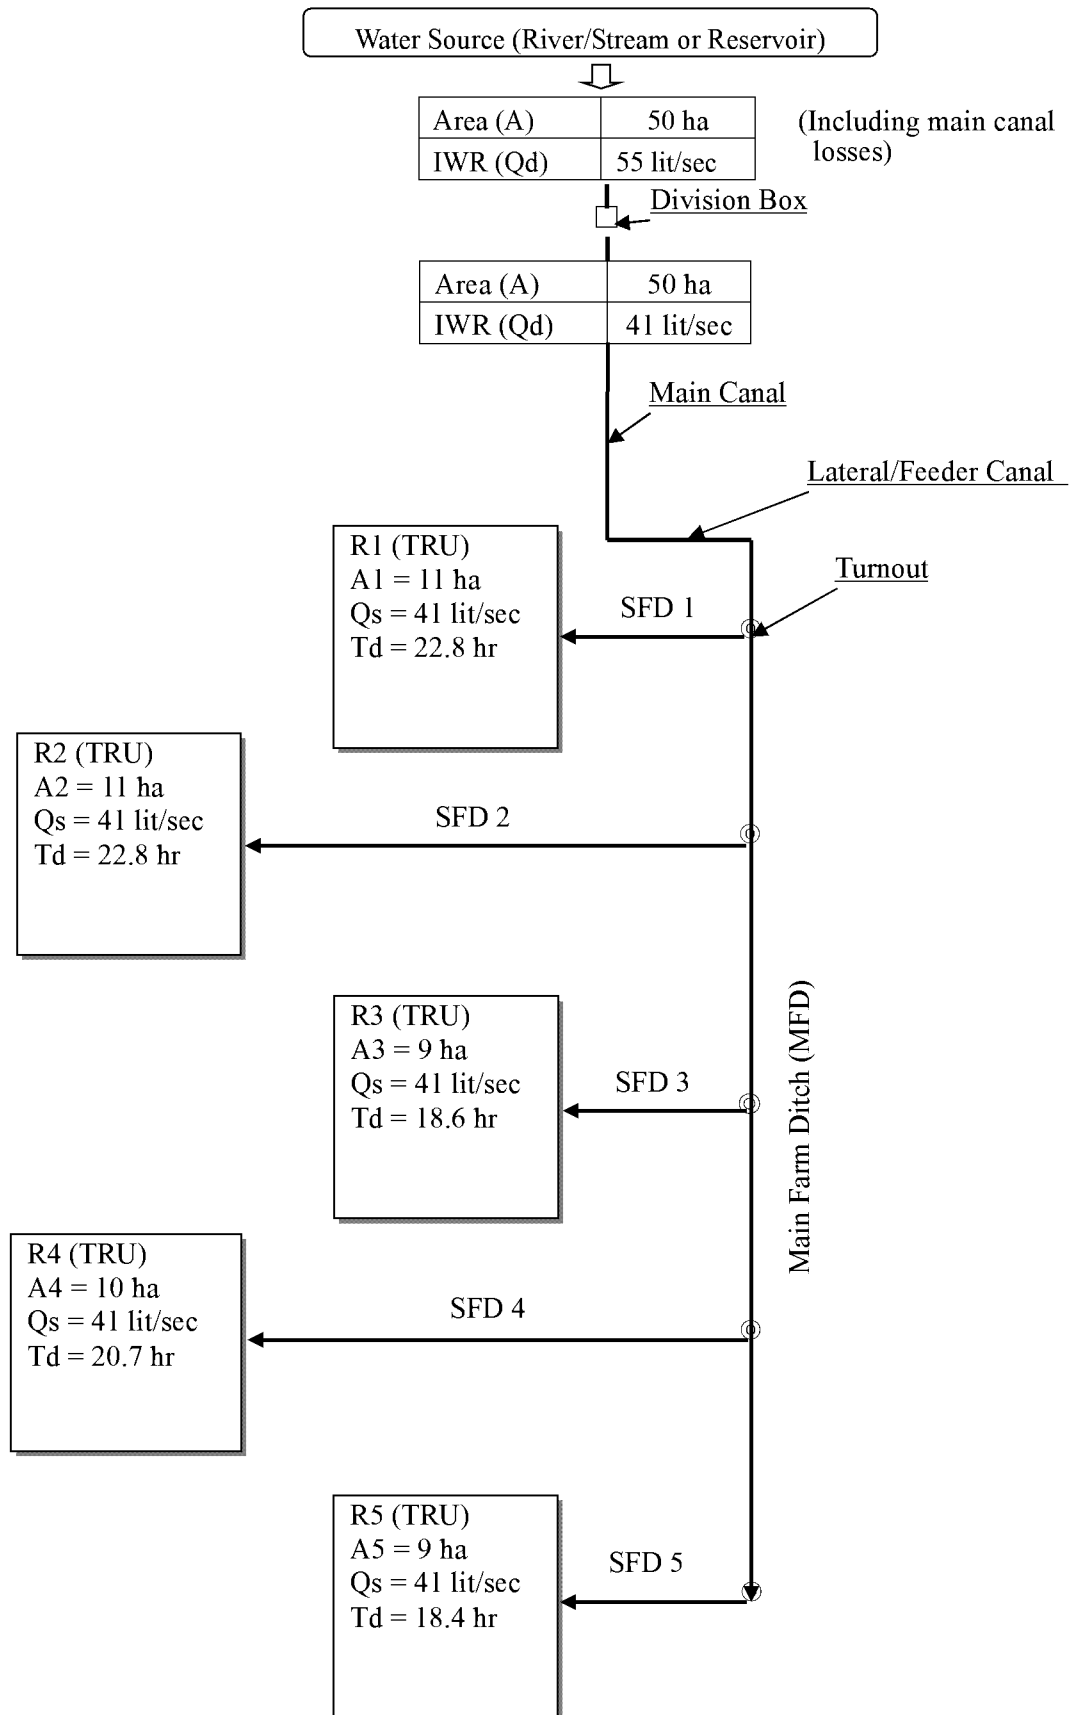 Water Source (River/Stream or Reservoir)
Area (A) 50 ha
IWR (Qd) 55 lit/sec
(Including main canal
losses)
Division Box
Area (A) 50 ha
IWR (Qd) 41 lit/sec
Main Canal
Lateral/Feeder Canal
Turnout
R1 (TRU)
A1 = 11 ha
Qs = 41 lit/sec
Td = 22.8 hr
SFD 1
R2 (TRU)
A2 = 11 ha
Qs = 41 lit/sec
Td = 22.8 hr
SFD 2
R3 (TRU)
A3 = 9 ha
Qs = 41 lit/sec
Td = 18.6 hr
SFD 3
Main Farm Ditch (MFD)
R4 (TRU)
A4 = 10 ha
Qs = 41 lit/sec
Td = 20.7 hr
SFD 4
R5 (TRU)
A5 = 9 ha
Qs = 41 lit/sec
Td = 18.4 hr
SFD 5